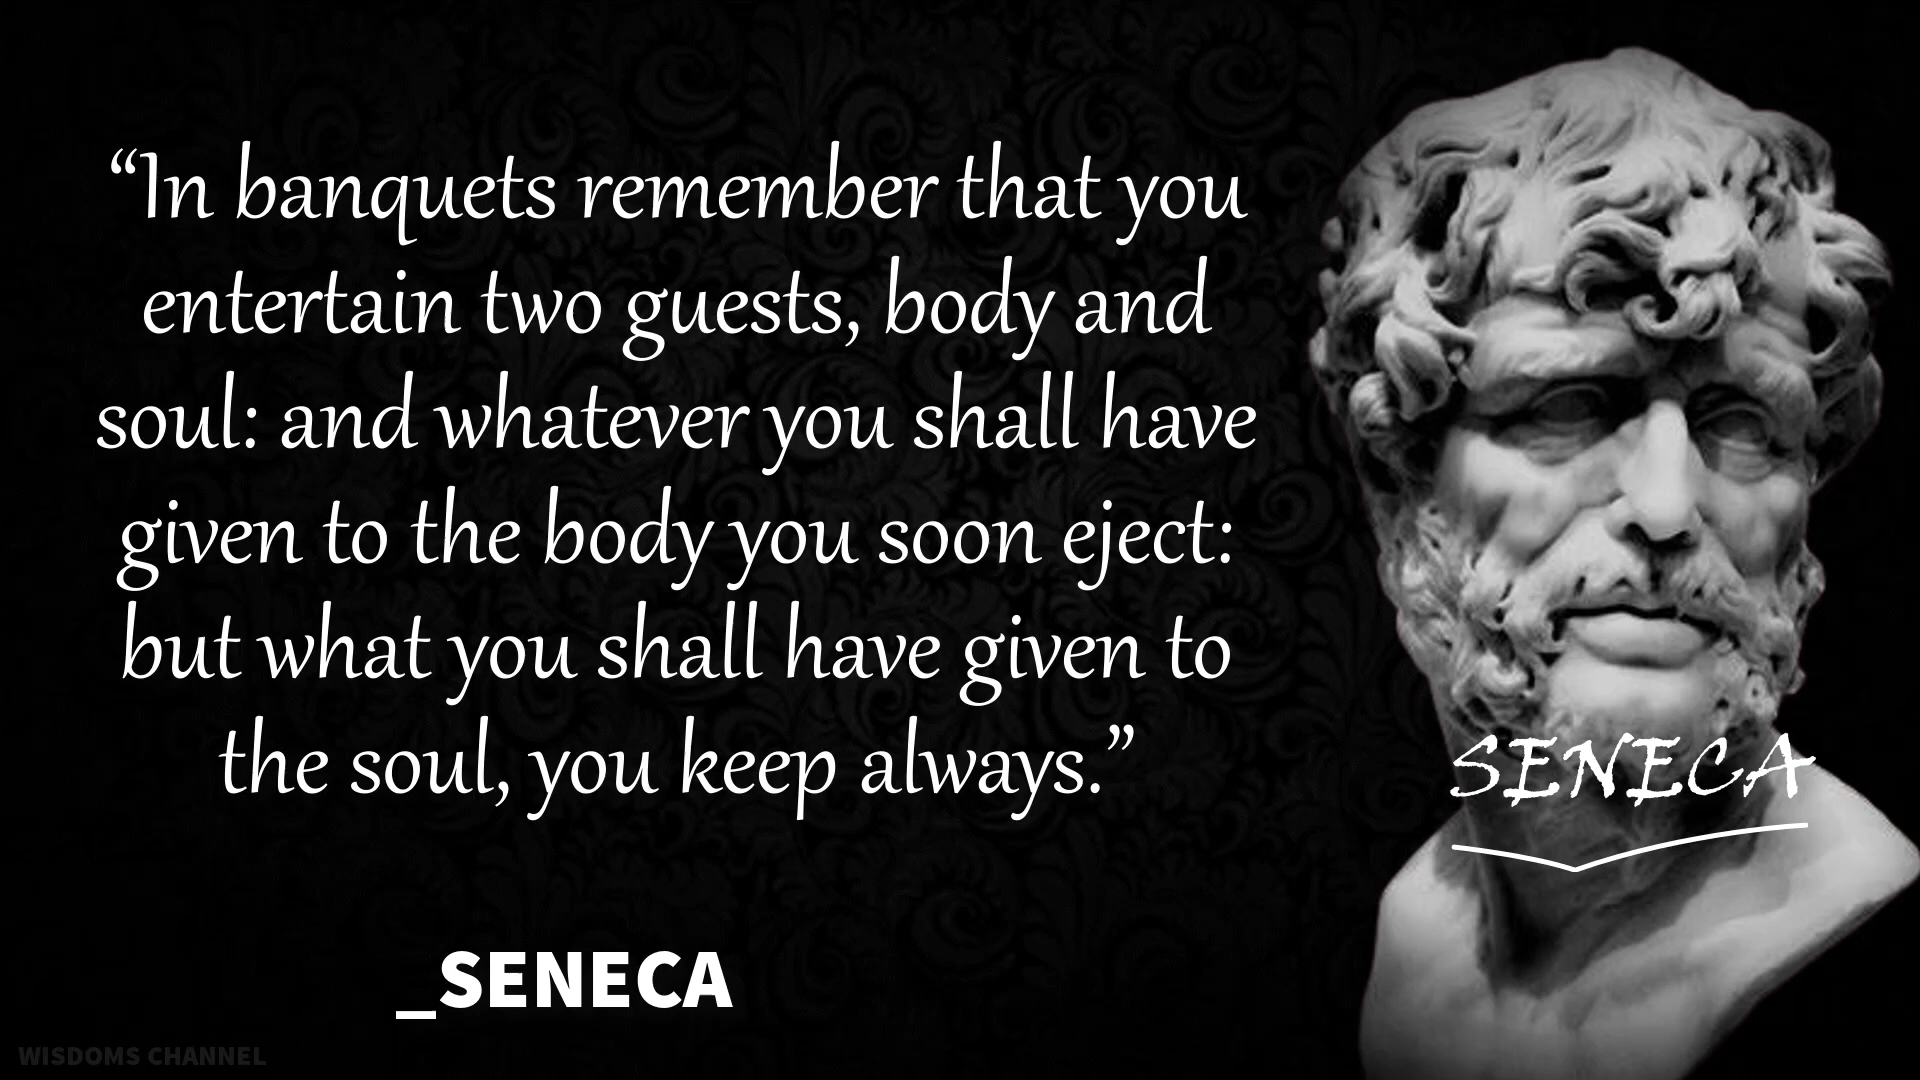 “In banquets remember that you
entertain two guests, body and
soul: and whatever you shall have
given to the body you soon eject:
but what you shall have given to
the soul, you keep always.”
SENECA
_SENECA
WISDOMS CHANNEL